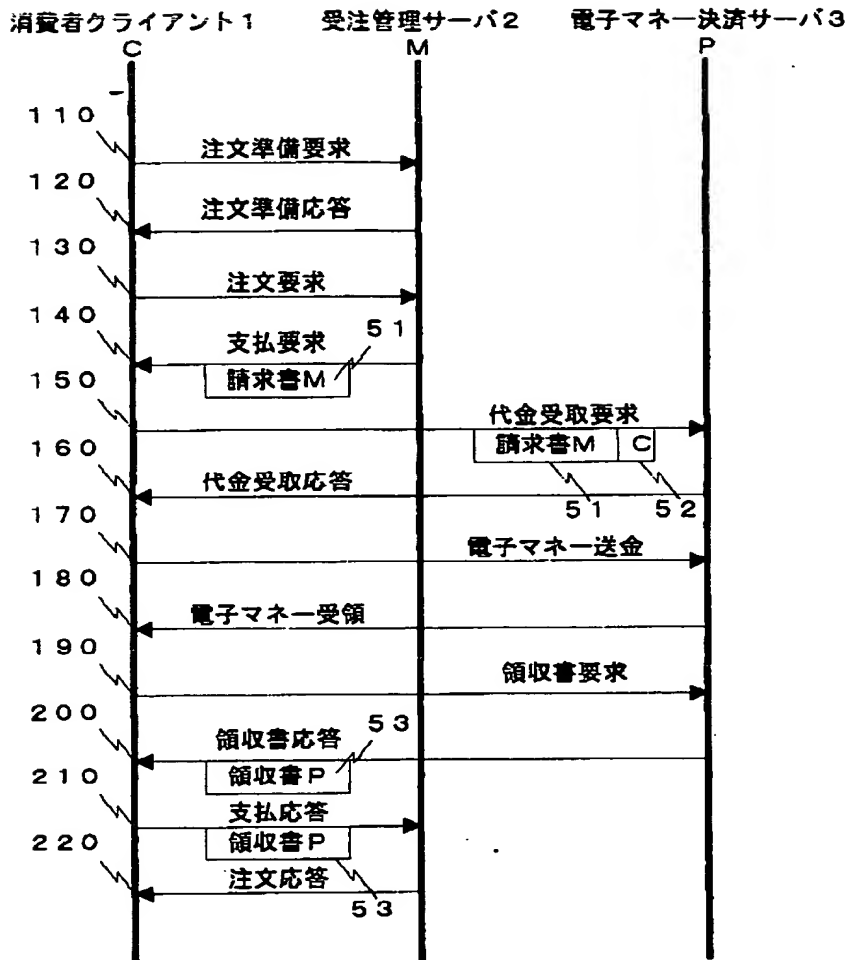 消費者クライアント1 受注管理サーバ2 電子マネー決済サーバ3
C M P
110
注文準備要求
120
注文準備応答
130
注文要求
140
支払要求 51
請求書M
150
代金受取要求
請求書M C
160
代金受取応答
51 52
170
電子マネー送金
180
電子マネー受領
190
領収書要求
200
領収書応答 53
領収書P
210
支払応答
領収書P
220
注文応答
53